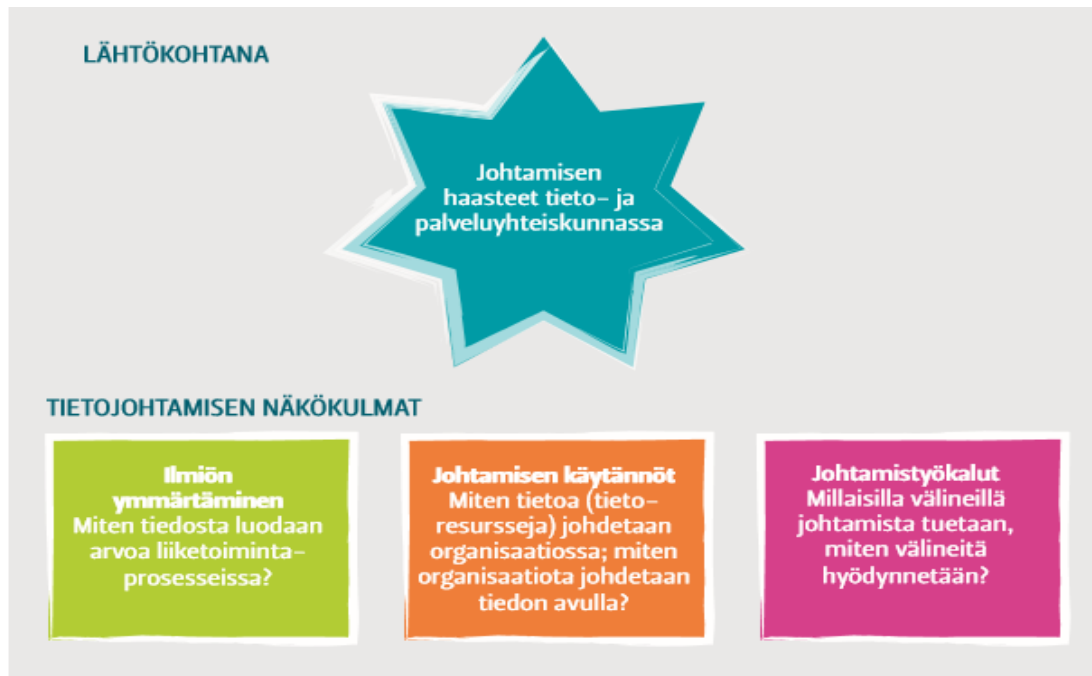 LÄHTÖKOHTANA
Johtamisen
haasteet tieto- ja
palveluyhteiskunnassa
TIETOJOHTAMISEN NÄKÖKULMAT
Ilmiön
ymmärtäminen
Miten tiedosta luodaan
arvoa liiketoiminta-
prosesseissa?
Johtamisen käytännöt
Miten tietoa (tieto-
resursseja) johdetaan
organisaatiossa; miten
organisaatiota johdetaan
tiedon avulla?
Johtamistyökalut
Millaisilla välineillä
johtamista tuetaan,
miten välineitä
hyödynnetään?